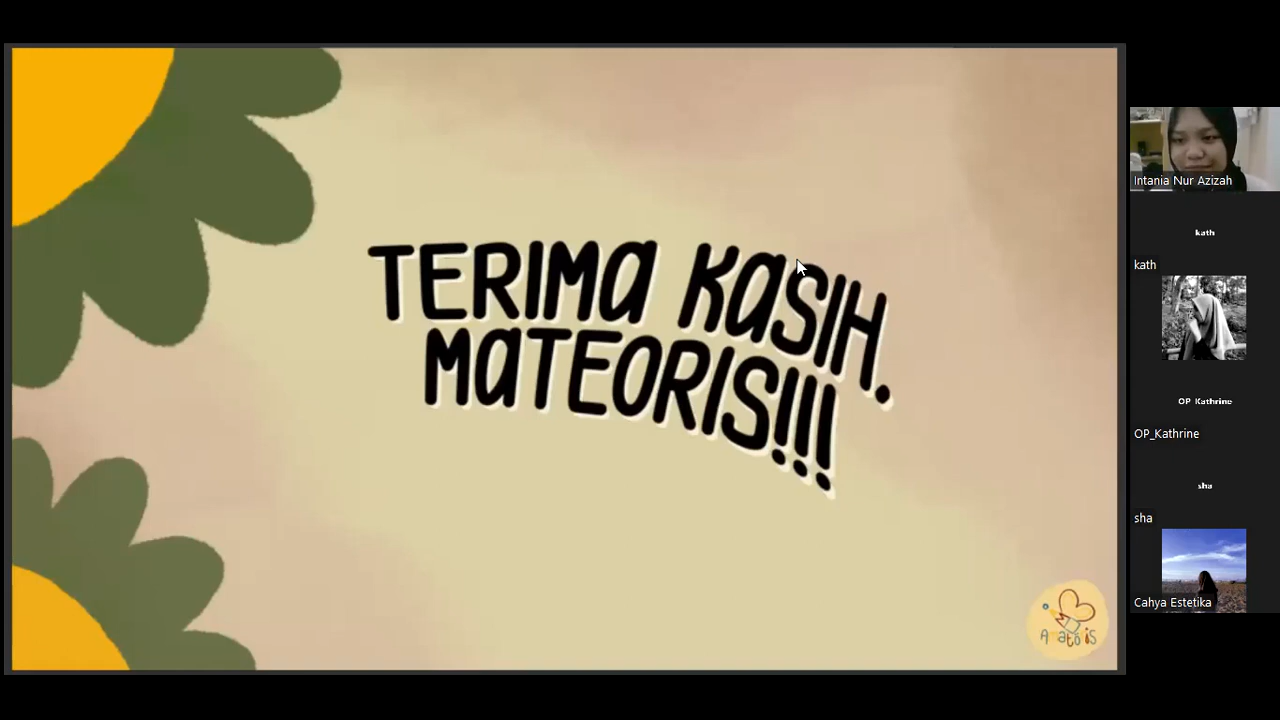 TERIMA KASIH.
MATEORIS!!!
Intania Nur Azizah
kath
kath
OP_Kathrine
OP_Kathrine
sha
sha
Cahya Estetika